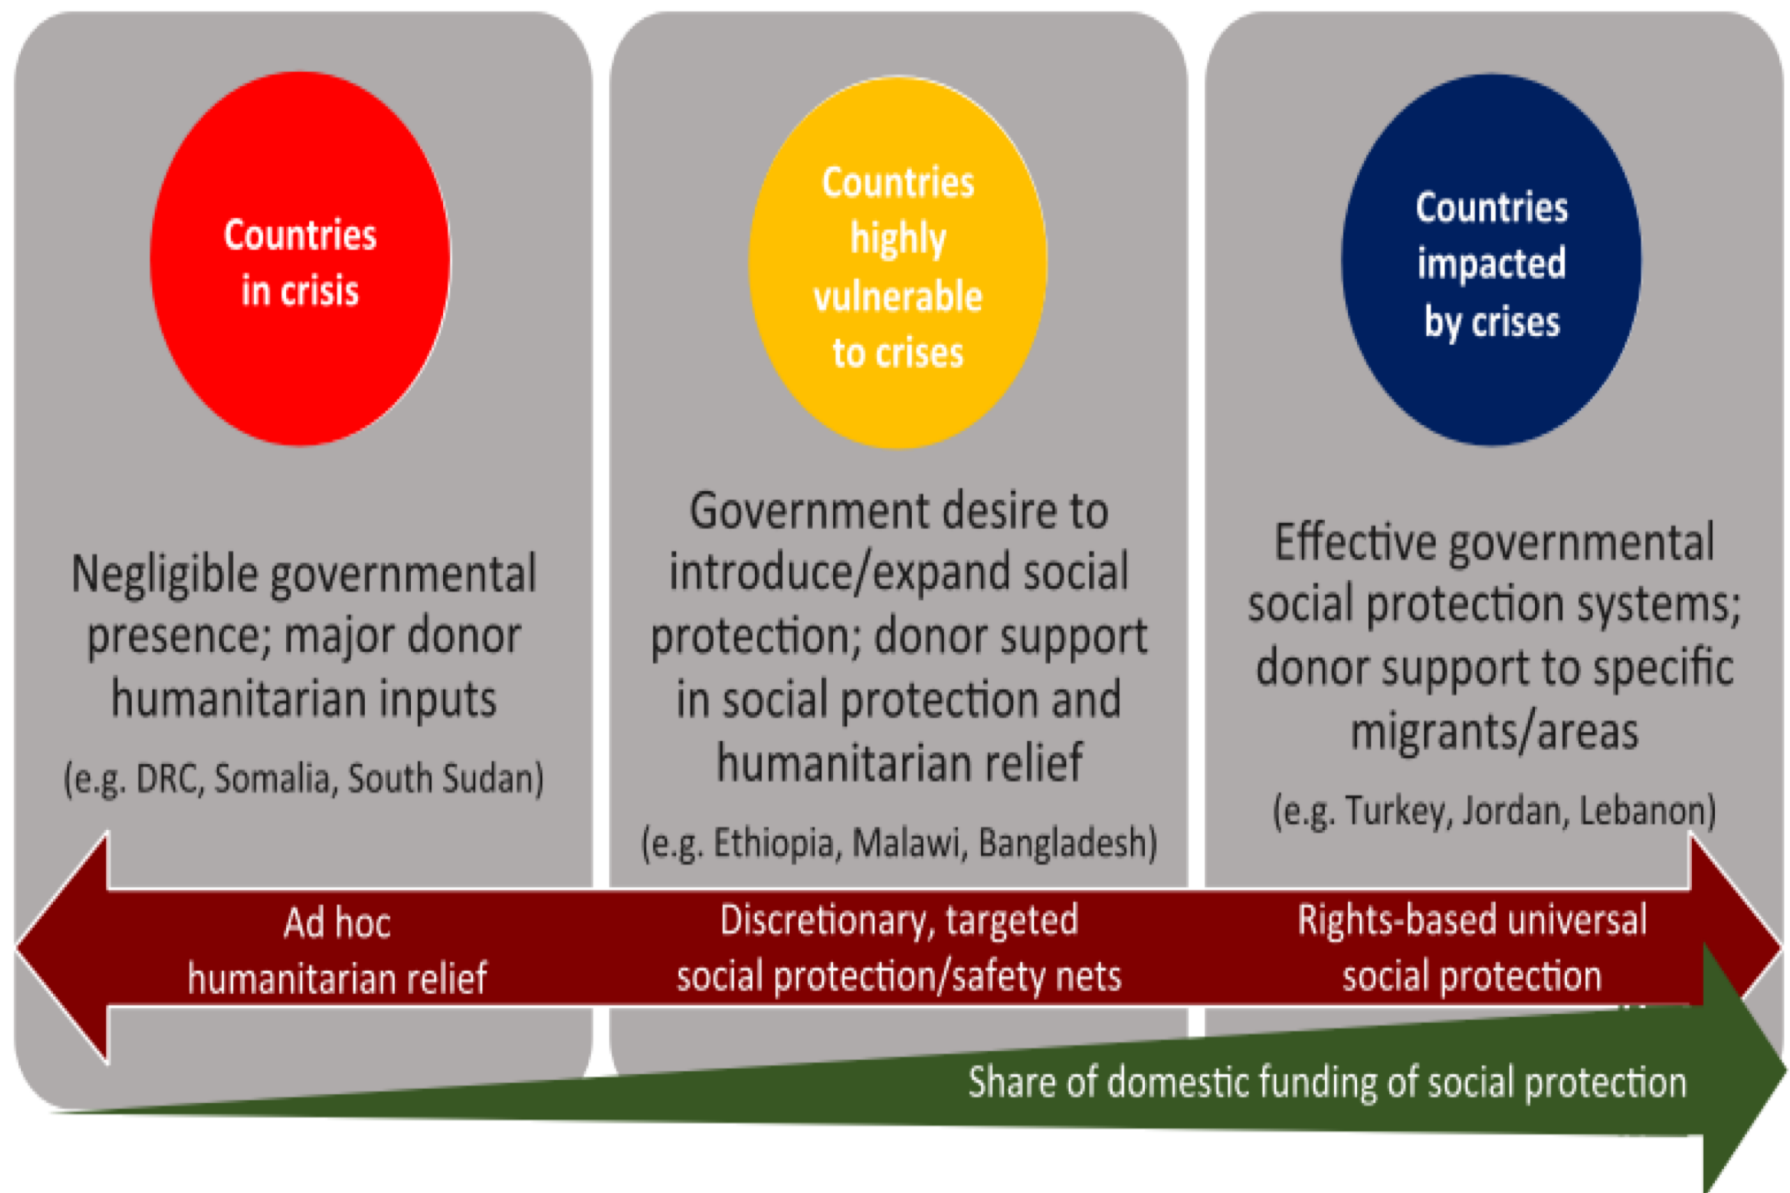 Countries
in crisis
Negligible governmental
presence; major donor
humanitarian inputs
(e.g. DRC, Somalia, South Sudan)
Countries
highly
vulnerable
to crises
Government desire to
introduce/expand social
protection; donor support
in social protection and
humanitarian relief
(e.g. Ethiopia, Malawi, Bangladesh)
Countries
impacted
by crises
Effective governmental
social protection systems;
donor support to specific
migrants/areas
(e.g. Turkey, Jordan, Lebanon)
Ad hoc
humanitarian relief
Discretionary, targeted
social protection/safety nets
Rights-based universal
social protection
Share of domestic funding of social protection